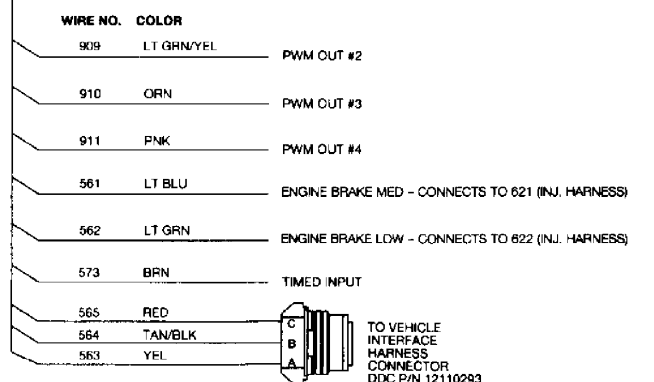 WIRE NO. COLOR
909 LT GRN/YEL PWM OUT #2
910 ORN PWM OUT #3
911 PNK PWM OUT #4
561 LT BLU ENGINE BRAKE MED – CONNECTS TO 621 (INJ. HARNESS)
562 LT GRN ENGINE BRAKE LOW – CONNECTS TO 622 (INJ. HARNESS)
573 BRN TIMED INPUT
565 RED C
564 TAN/BLK B
563 YEL A
TO VEHICLE
INTERFACE
HARNESS
CONNECTOR
DDC P/N 12110293